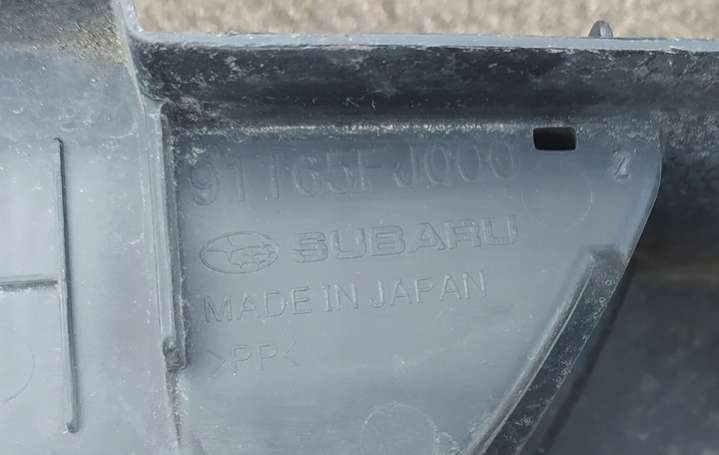 91165FJ000
SUBARU
MADE IN JAPAN
>PP<